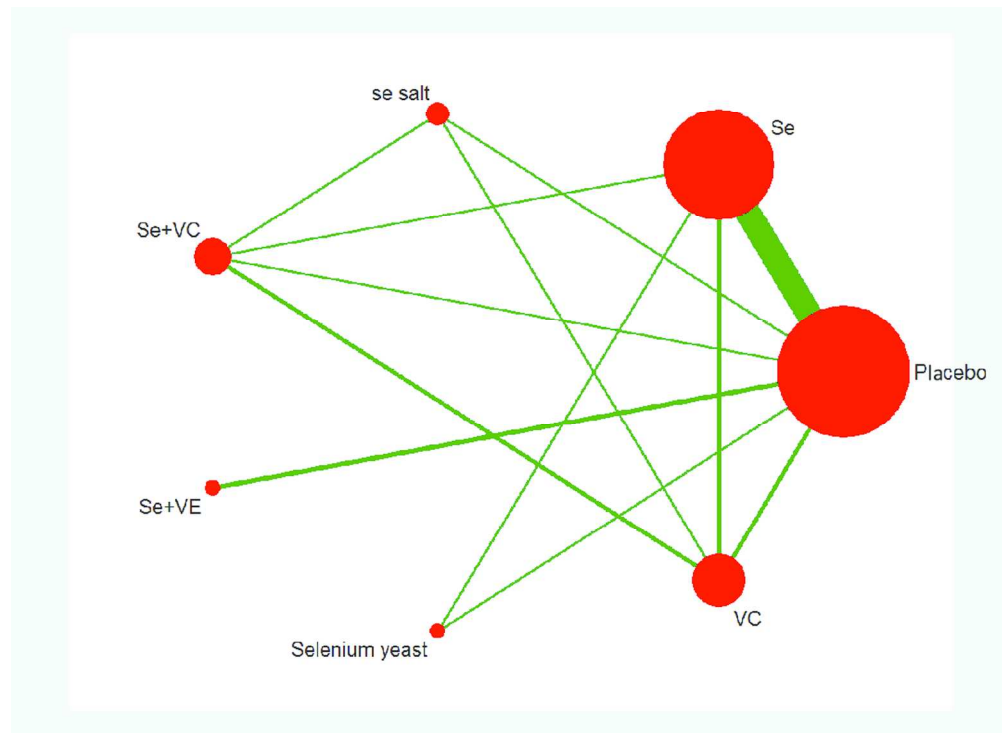 se salt
Se
Se+VC
Placebo
Se+VE
VC
Selenium yeast